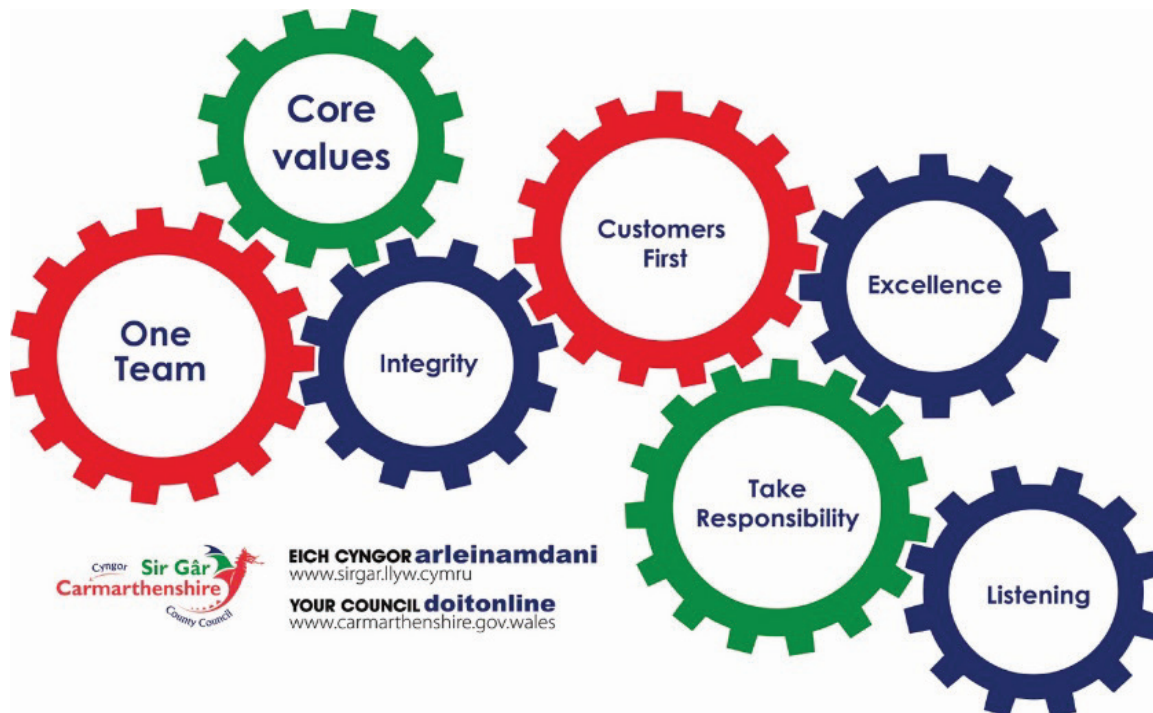 Core
values
One
Team
Integrity
Customers
First
Excellence
Take
Responsibility
Listening
Cyngor Sir Gâr
Carmarthenshire
County Council
EICH CYNGOR arleinamdani
www.sirgar.llyw.cymru
YOUR COUNCIL doitonline
www.carmarthenshire.gov.wales